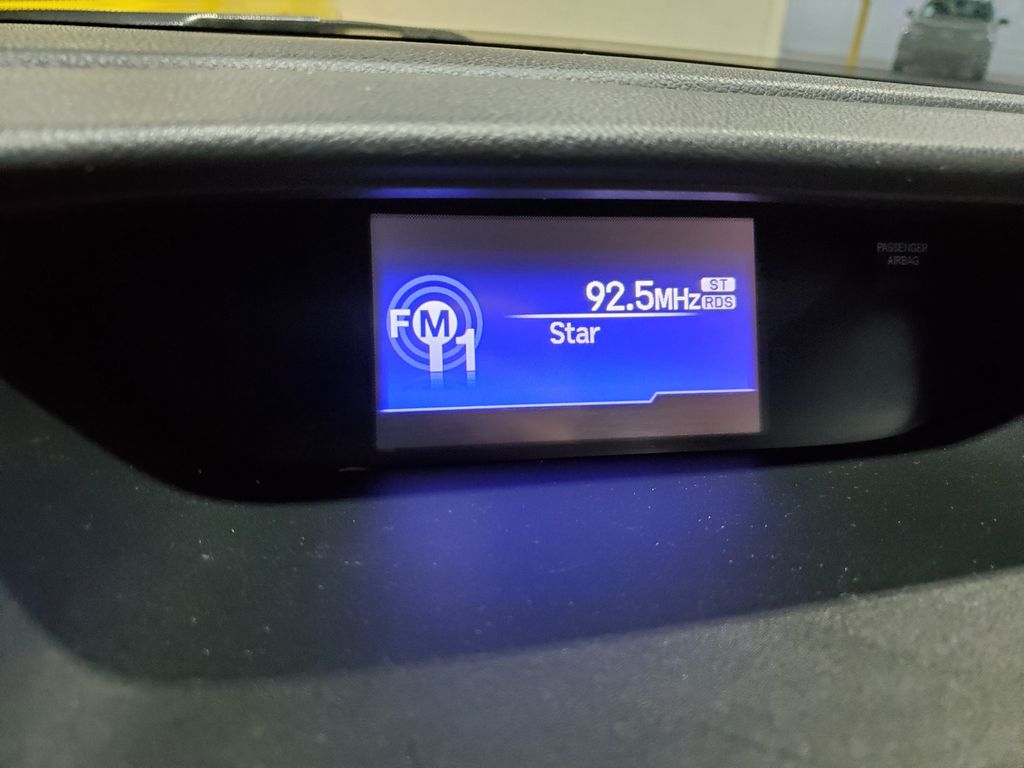 FM 1
92.5MHz ST
RDS
Star
PASSENGER
AIRBAG